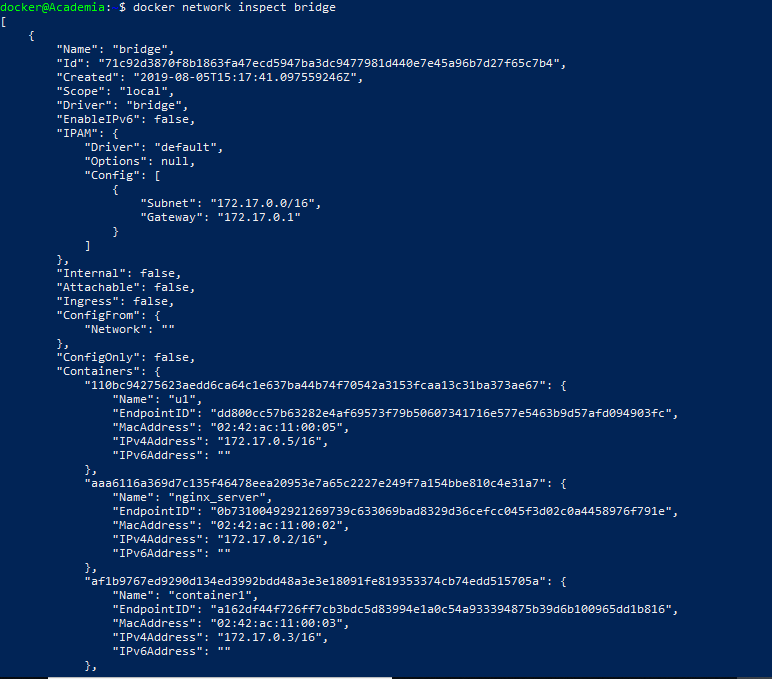 docker@Academia: $ docker network inspect bridge
[
    {
        "Name": "bridge",
        "Id": "71c92d3870f8b1863fa47ecd5947ba3dc9477981d440e7e45a96b7d27f65c7b4",
        "Created": "2019-08-05T15:17:41.097559246Z",
        "Scope": "local",
        "Driver": "bridge",
        "EnableIPv6": false,
        "IPAM": {
            "Driver": "default",
            "Options": null,
            "Config": [
                {
                    "Subnet": "172.17.0.0/16",
                    "Gateway": "172.17.0.1"
                }
            ]
        },
        "Internal": false,
        "Attachable": false,
        "Ingress": false,
        "ConfigFrom": {
            "Network": ""
        },
        "ConfigOnly": false,
        "Containers": {
            "110bc94275623aedd6ca64c1e637ba44b74f70542a3153fcaa13c31ba373ae67": {
                "Name": "u1",
                "EndpointID": "dd800cc57b63282e4af69573f79b50607341716e577e5463b9d57afd094903fc",
                "MacAddress": "02:42:ac:11:00:05",
                "IPv4Address": "172.17.0.5/16",
                "IPv6Address": ""
            },
            "aaa6116a369d7c135f46478eea20953e7a65c2227e249f7a154bbe810c4e31a7": {
                "Name": "nginx_server",
                "EndpointID": "0b73100492921269739c633069bad8329d36cefcc045f3d02c0a4458976f791e",
                "MacAddress": "02:42:ac:11:00:02",
                "IPv4Address": "172.17.0.2/16",
                "IPv6Address": ""
            },
            "af1b9767ed9290d134ed3992bdd48a3e3e18091fe819353374cb74edd515705a": {
                "Name": "container1",
                "EndpointID": "a162df44f726ff7cb3bdc5d83994e1a0c54a933394875b39d6b100965dd1b816",
                "MacAddress": "02:42:ac:11:00:03",
                "IPv4Address": "172.17.0.3/16",
                "IPv6Address": ""
            },